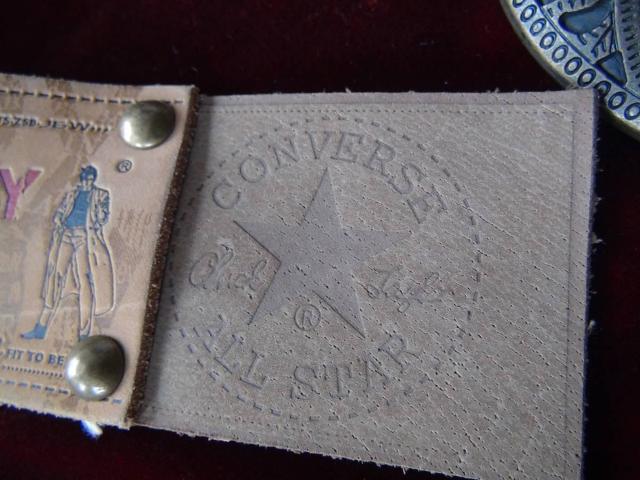 Y
®
FIT TO BE
CONVERSE
Chuck Taylor
®
ALL STAR